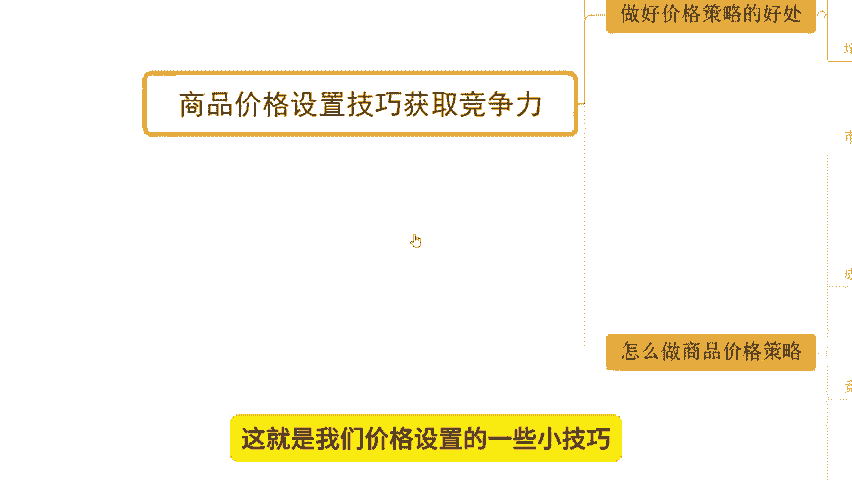 做好价格策略的好处
商品价格设置技巧获取竞争力
怎么做商品价格策略
这就是我们价格设置的一些小技巧